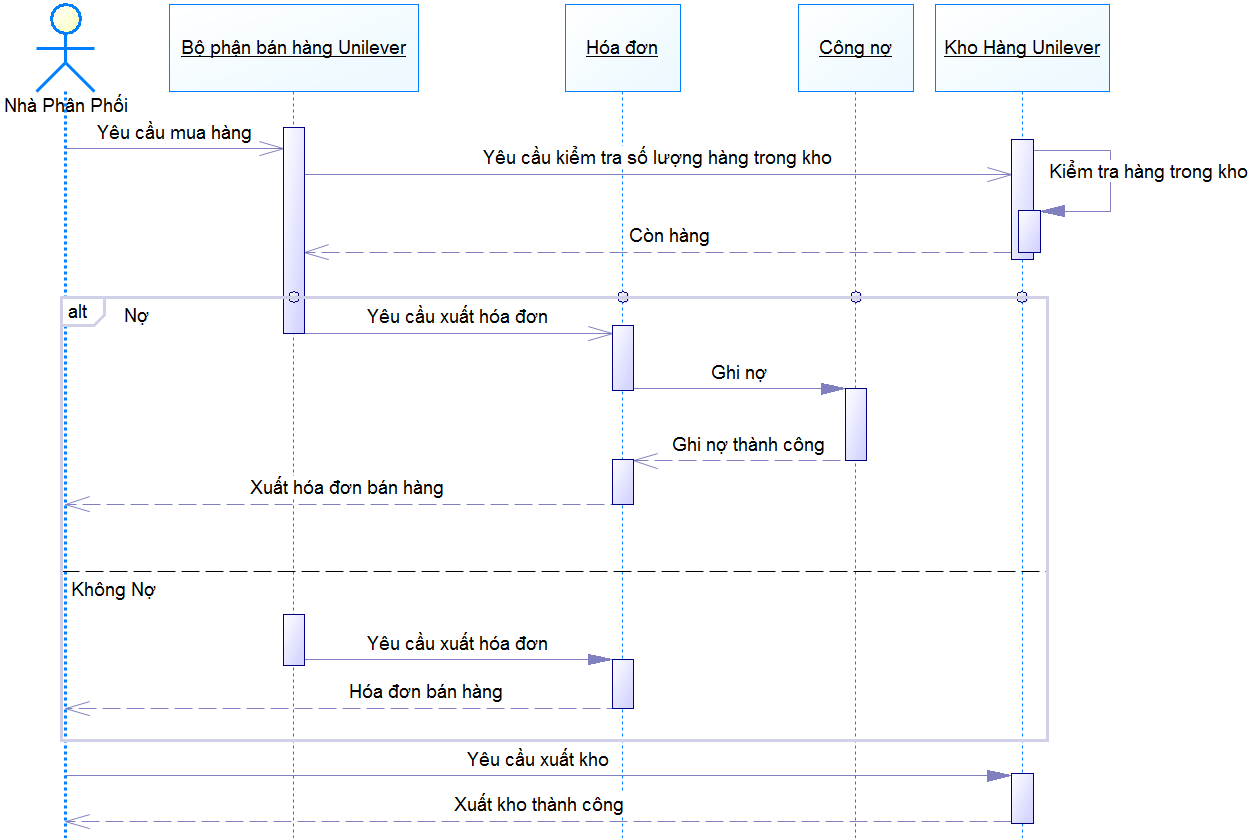 Bộ phận bán hàng Unilever
Hóa đơn
Công nợ
Kho Hàng Unilever
Nhà Phân Phối
Yêu cầu mua hàng
Yêu cầu kiểm tra số lượng hàng trong kho
Kiểm tra hàng trong kho
Còn hàng
alt
Nợ
Yêu cầu xuất hóa đơn
Ghi nợ
Ghi nợ thành công
Xuất hóa đơn bán hàng
Không Nợ
Yêu cầu xuất hóa đơn
Hóa đơn bán hàng
Yêu cầu xuất kho
Xuất kho thành công